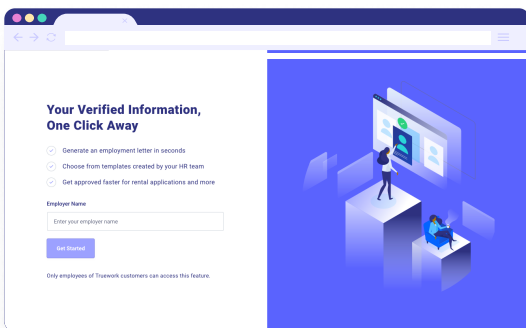 Your Verified Information,
One Click Away
Generate an employment letter in seconds
Choose from templates created by your HR team
Get approved faster for rental applications and more
Employer Name
Enter your employer name
Get Started
Only employees of Truework customers can access this feature.